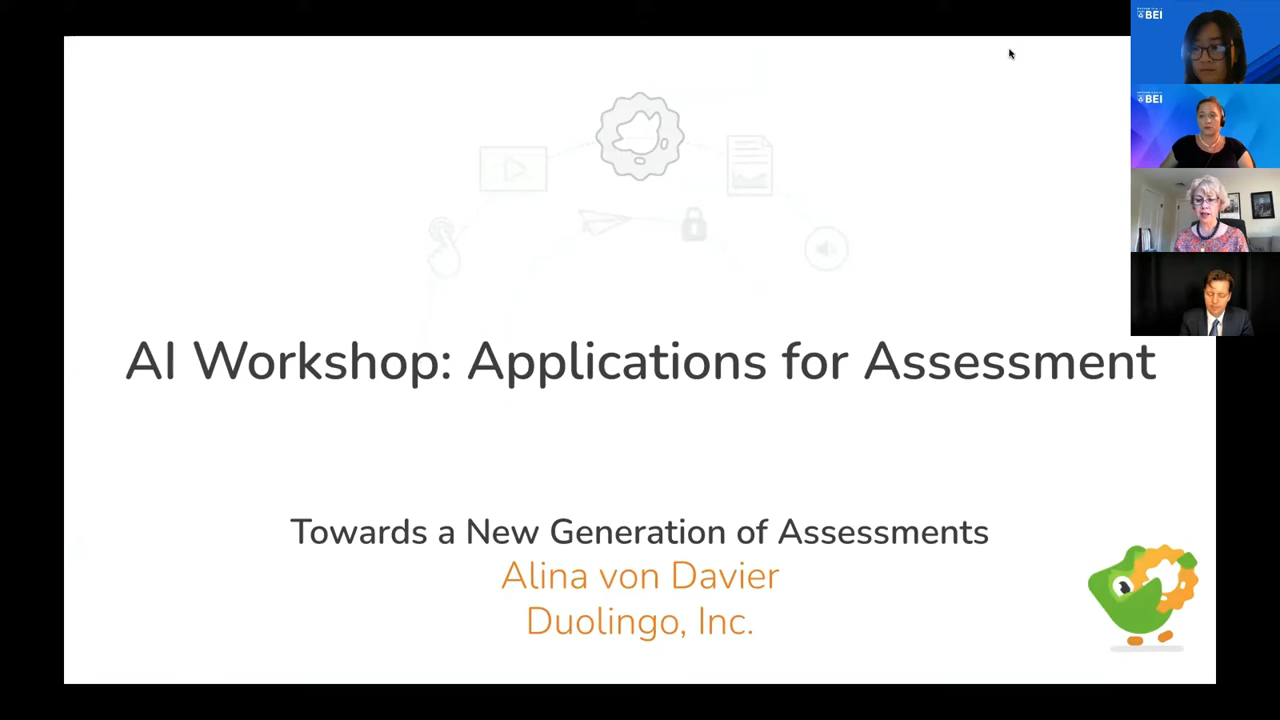 BEI
BEI
AI Workshop: Applications for Assessment
Towards a New Generation of Assessments
Alina von Davier
Duolingo, Inc.